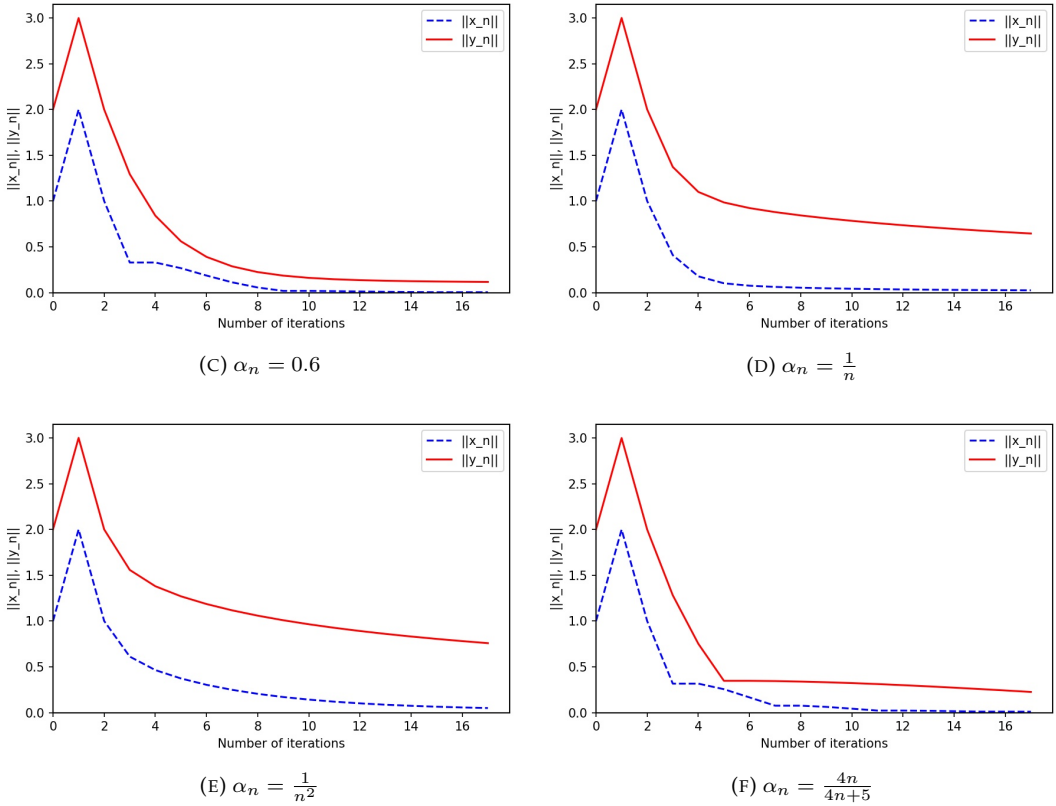 ||x_n||
||y_n||
3.0
2.5
2.0
1.5
1.0
0.5
0.0
||x_n||, ||y_n||
0 2 4 6 8 10 12 14 16
Number of iterations
(C) αₙ = 0.6
||x_n||
||y_n||
3.0
2.5
2.0
1.5
1.0
0.5
0.0
||x_n||, ||y_n||
0 2 4 6 8 10 12 14 16
Number of iterations
(D) αₙ = 1/n
||x_n||
||y_n||
3.0
2.5
2.0
1.5
1.0
0.5
0.0
||x_n||, ||y_n||
0 2 4 6 8 10 12 14 16
Number of iterations
(E) αₙ = 1/n²
||x_n||
||y_n||
3.0
2.5
2.0
1.5
1.0
0.5
0.0
||x_n||, ||y_n||
0 2 4 6 8 10 12 14 16
Number of iterations
(F) αₙ = 4n/4n+5